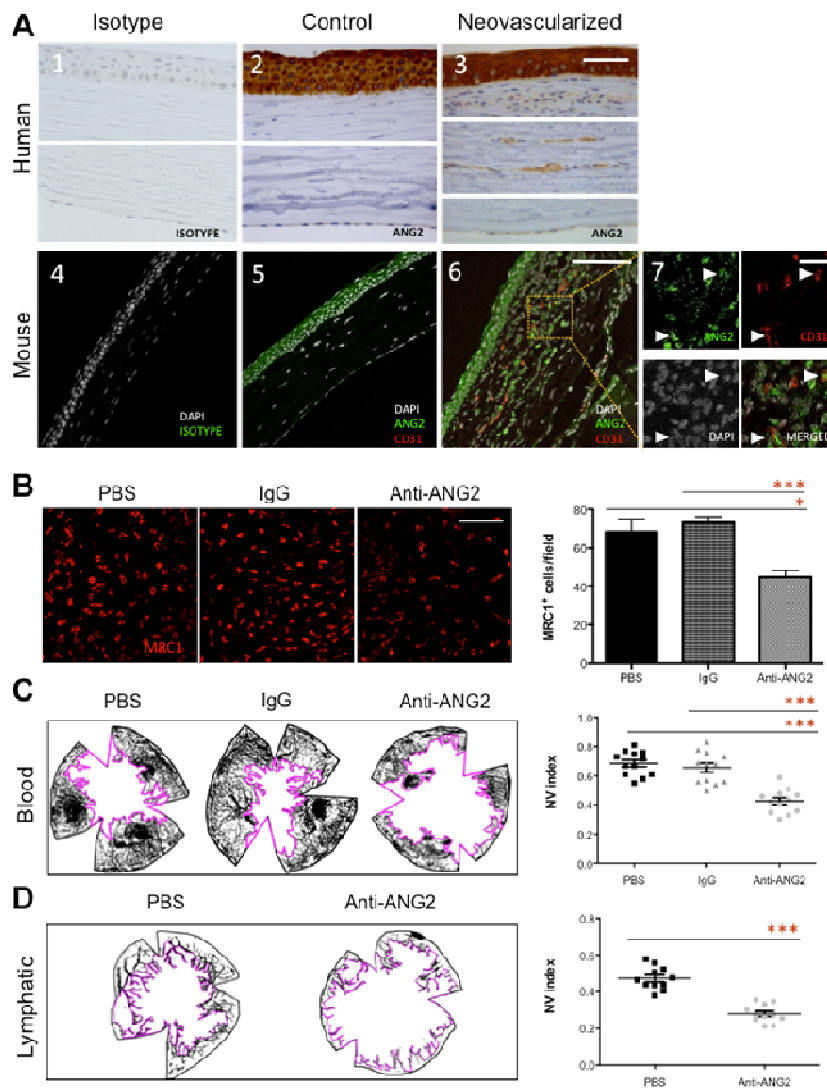 A
Isotype Control Neovascularized
Human
1 2 3
ISOTYPE ANG2 ANG2
Mouse
4 5 6 7
ANG2 CD31
DAPI
ISOTYPE
DAPI
ANG2
CD31
DAPI
ANG2
CD31
DAPI MERGED
B
PBS IgG Anti-ANG2
MRC1
***
*
MRC1+ cells/field
80
60
40
20
0
PBS IgG Anti-ANG2
C
PBS IgG Anti-ANG2
Blood
***
***
NV index
1.0
0.8
0.6
0.4
0.2
0.0
PBS IgG Anti-ANG2
D
PBS Anti-ANG2
Lymphatic
***
NV index
0.8
0.6
0.4
0.2
0.0
PBS Anti-ANG2